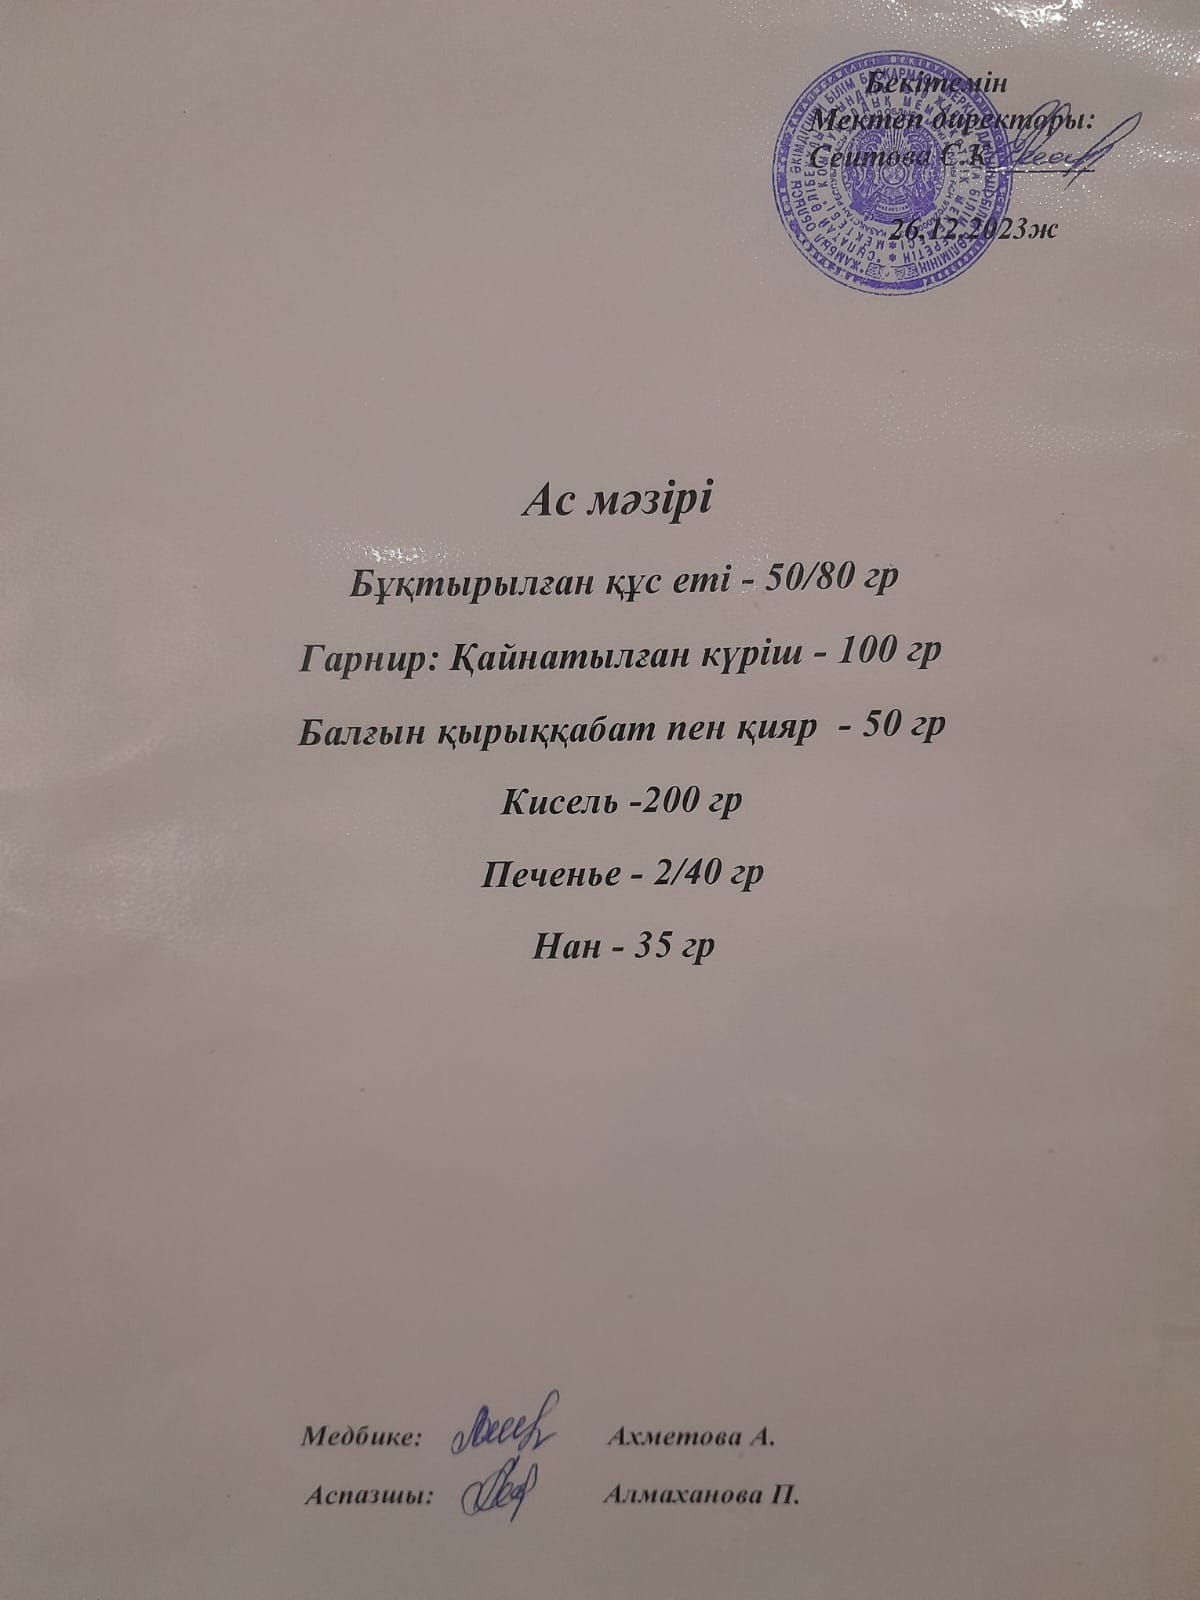 Бекітемін
Мектеп директоры:
Сеитова С.К
26.12.2023ж
Ас мәзірі
Бұқтырылған құс еті - 50/80 гр
Гарнир: Қайнатылған күріш - 100 гр
Балғын қырыққабат пен қияр - 50 гр
Кисель -200 гр
Печенье - 2/40 гр
Нан - 35 гр
Медбике: Ахметова А.
Аспазшы: Алмаханова П.